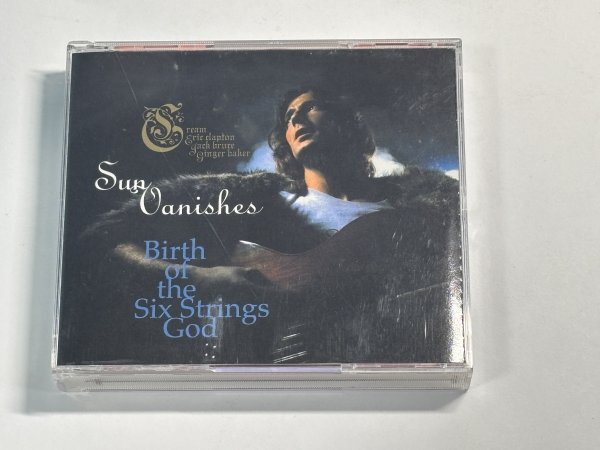 Cream
Eric clapton
Jack bruce
Ginger baker
Sun
Vanishes
Birth
of
the
Six Strings
God